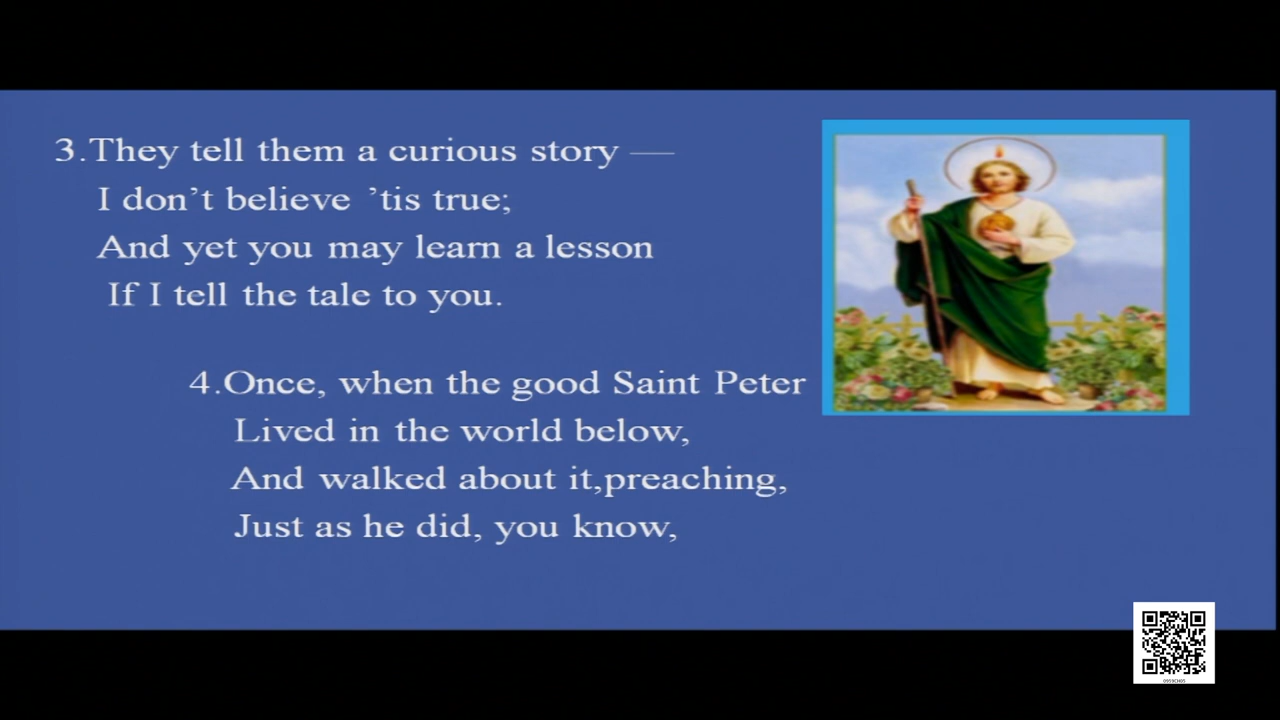 3.They tell them a curious story —
I don't believe 'tis true;
And yet you may learn a lesson
If I tell the tale to you.
4.Once, when the good Saint Peter
Lived in the world below,
And walked about it,preaching,
Just as he did, you know,